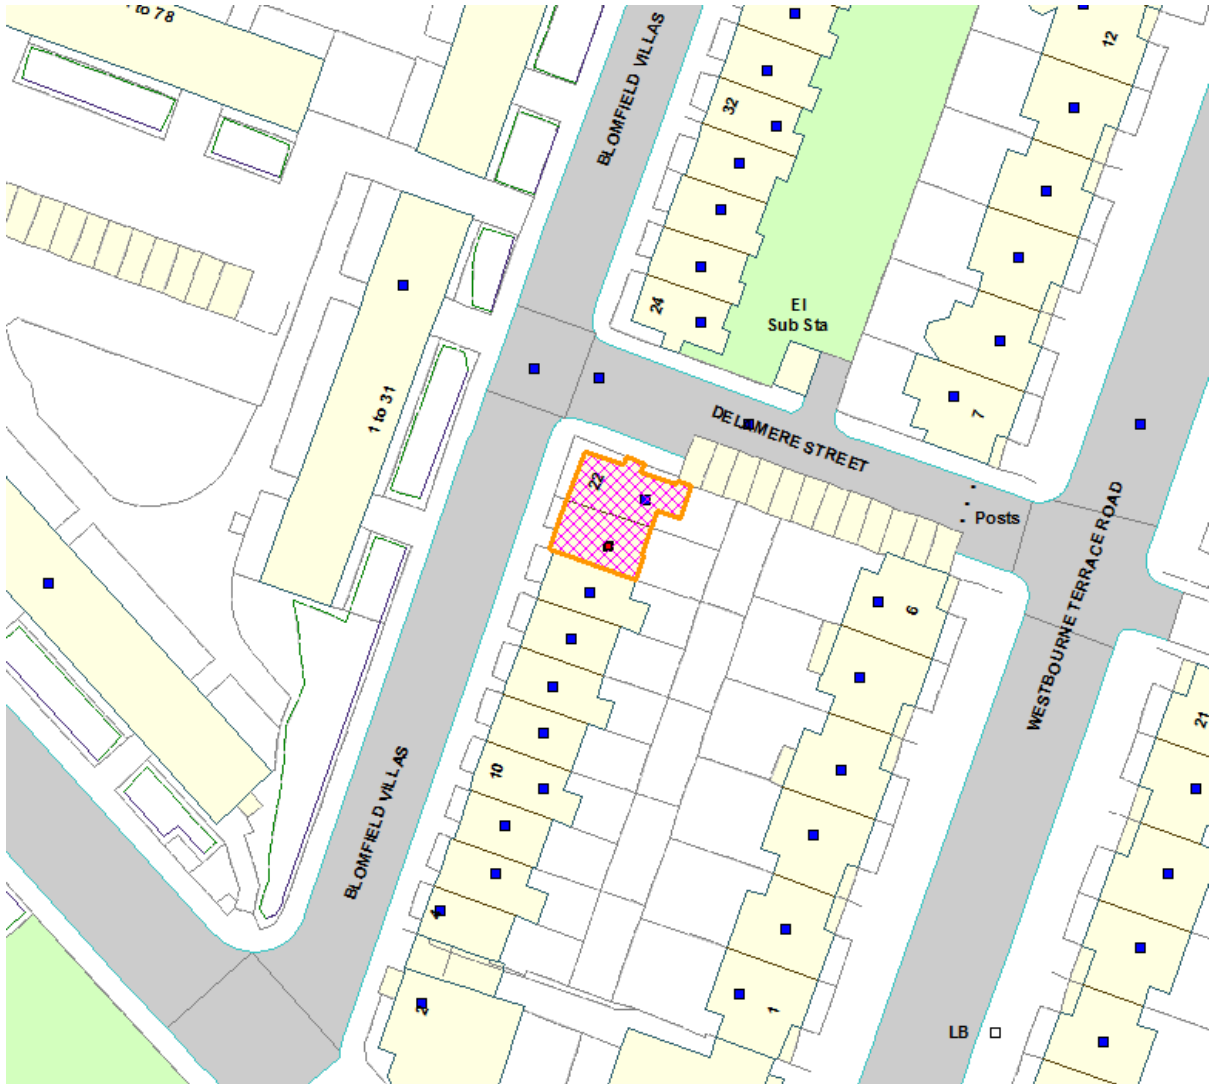 to 78
BLOMFIELD VILLAS
12
32
24
El
Sub Sta
1 to 31
7
DELAMERE STREET
22
Posts
WESTBOURNE TERRACE ROAD
6
21
10
BLOMFIELD VILLAS
4
2
1
LB